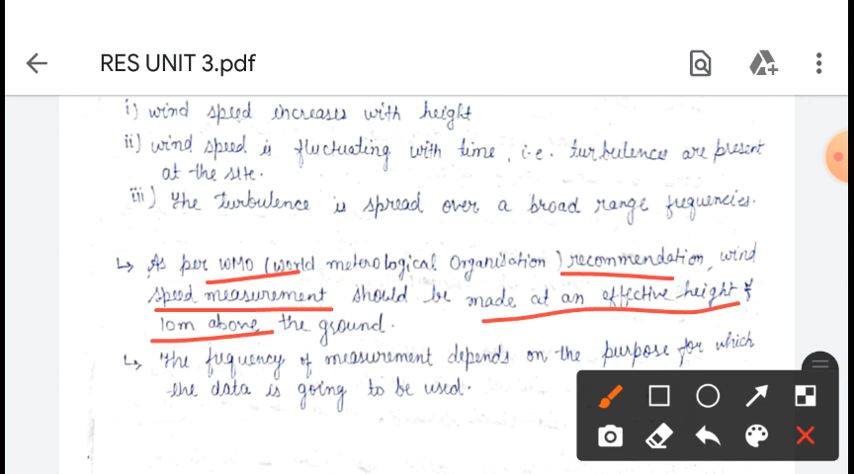 RES UNIT 3.pdf
i) wind speed increases with height
ii) wind speed is fluctuating with time, i.e. turbulence are present
at the site.
iii) The turbulence is spread over a broad range fequencies.
↳ As per WMO (world meterological Organisation) recommendation, wind
speed measurement should be made at an effective height of
10m above the ground.
↳ The fequency of measurement depends on the purpose for which
the data is going to be used.